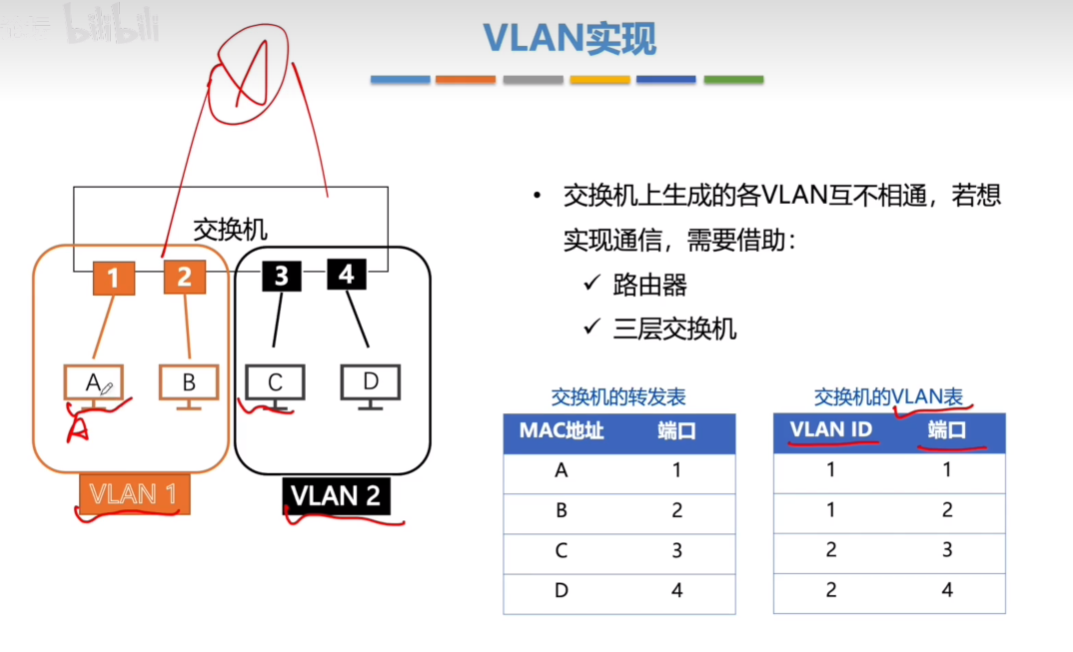 bilibili
VLAN实现
交换机
1
2
3
4
A
B
C
D
A
VLAN 1
VLAN 2
• 交换机上生成的各VLAN互不相通，若想
实现通信，需要借助：
✓ 路由器
✓ 三层交换机
交换机的转发表
MAC地址 端口
A 1
B 2
C 3
D 4
交换机的VLAN表
VLAN ID 端口
1 1
1 2
2 3
2 4